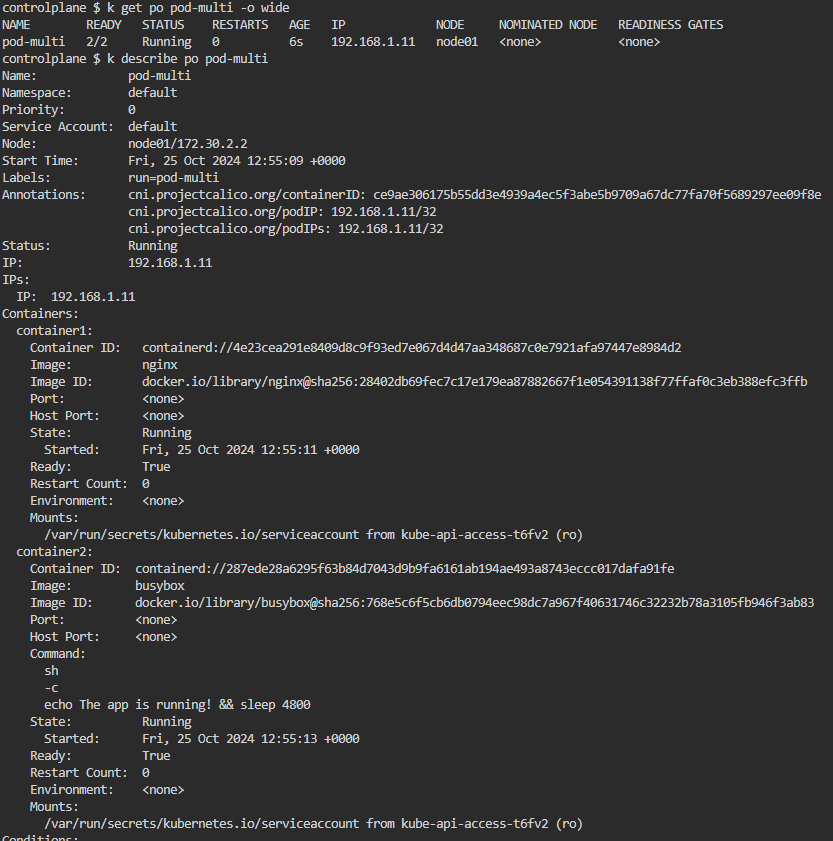 controlplane $ k get po pod-multi -o wide
NAME        READY   STATUS    RESTARTS   AGE   IP             NODE     NOMINATED NODE   READINESS GATES
pod-multi   2/2     Running   0          6s    192.168.1.11   node01   <none>           <none>
controlplane $ k describe po pod-multi
Name:             pod-multi
Namespace:        default
Priority:         0
Service Account:  default
Node:             node01/172.30.2.2
Start Time:       Fri, 25 Oct 2024 12:55:09 +0000
Labels:           run=pod-multi
Annotations:      cni.projectcalico.org/containerID: ce9ae306175b55dd3e4939a4ec5f3abe5b9709a67dc77fa70f5689297ee09f8e
                  cni.projectcalico.org/podIP: 192.168.1.11/32
                  cni.projectcalico.org/podIPs: 192.168.1.11/32
Status:           Running
IP:               192.168.1.11
IPs:
  IP:  192.168.1.11
Containers:
  container1:
    Container ID:   containerd://4e23cea291e8409d8c9f93ed7e067d4d47aa348687c0e7921afa97447e8984d2
    Image:          nginx
    Image ID:       docker.io/library/nginx@sha256:28402db69fec7c17e179ea87882667f1e054391138f77ffaf0c3eb388efc3ffb
    Port:           <none>
    Host Port:      <none>
    State:          Running
      Started:      Fri, 25 Oct 2024 12:55:11 +0000
    Ready:          True
    Restart Count:  0
    Environment:    <none>
    Mounts:
      /var/run/secrets/kubernetes.io/serviceaccount from kube-api-access-t6fv2 (ro)
  container2:
    Container ID:  containerd://287ede28a6295f63b84d7043d9b9fa6161ab194ae493a8743eccc017dafa91fe
    Image:         busybox
    Image ID:      docker.io/library/busybox@sha256:768e5c6f5cb6db0794eec98dc7a967f40631746c32232b78a3105fb946f3ab83
    Port:          <none>
    Host Port:     <none>
    Command:
      sh
      -c
      echo The app is running! && sleep 4800
    State:          Running
      Started:      Fri, 25 Oct 2024 12:55:13 +0000
    Ready:          True
    Restart Count:  0
    Environment:    <none>
    Mounts:
      /var/run/secrets/kubernetes.io/serviceaccount from kube-api-access-t6fv2 (ro)
Conditions: